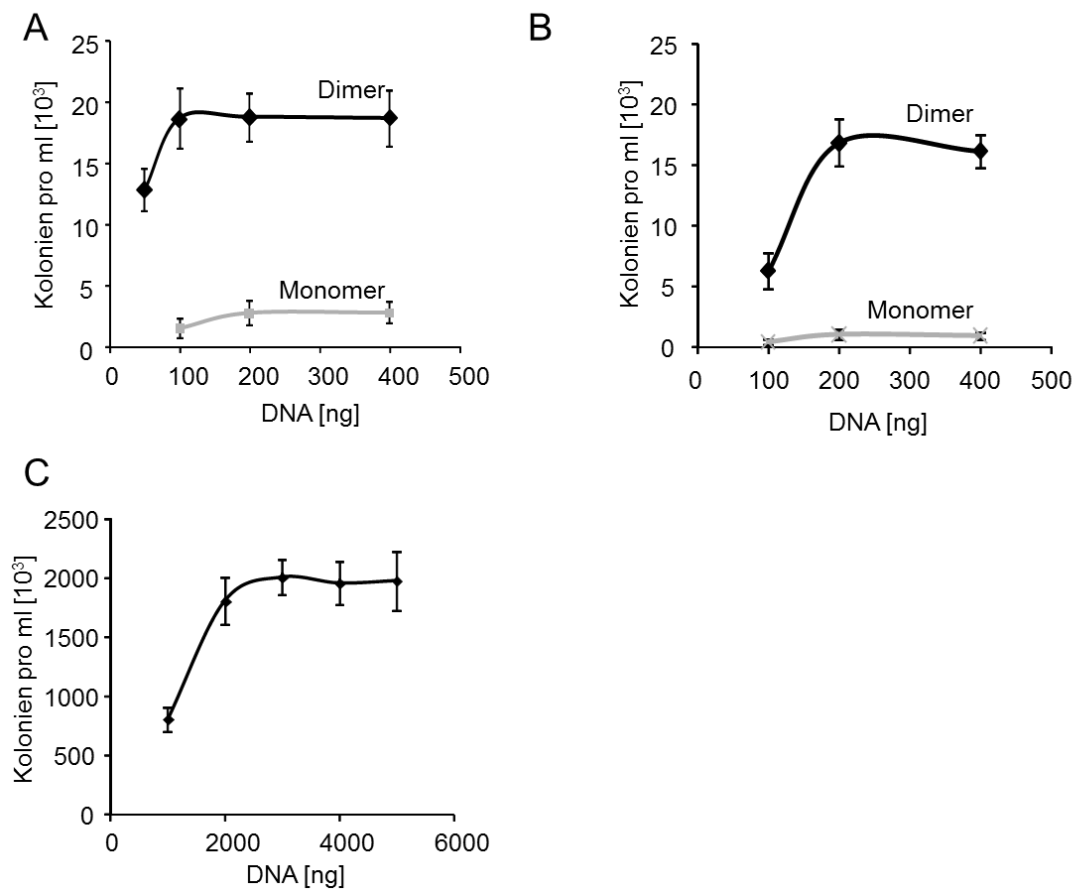 A
Kolonien pro ml [10³]
25
20
15
10
5
0
Dimer
Monomer
0 100 200 300 400 500
DNA [ng]
B
Kolonien pro ml [10³]
25
20
15
10
5
0
Dimer
Monomer
0 100 200 300 400 500
DNA [ng]
C
Kolonien pro ml [10³]
2500
2000
1500
1000
500
0
0 2000 4000 6000
DNA [ng]